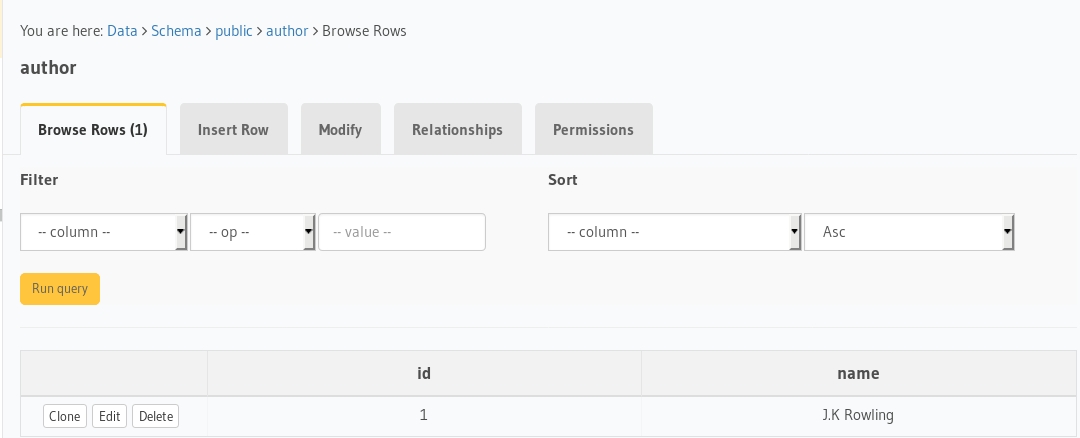 You are here: Data > Schema > public > author > Browse Rows
author
Browse Rows (1) Insert Row Modify Relationships Permissions
Filter Sort
-- column -- -- op -- -- value -- -- column -- Asc
Run query
id name
Clone Edit Delete 1 J.K Rowling